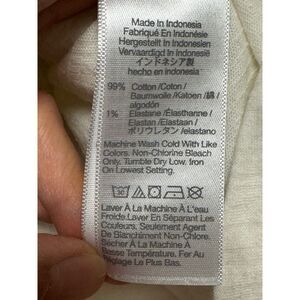 Made In Indonesia
Fabriqué En Indonésie
Hergestellt In Indonesien
Vervaardigd In Indonesië
インドネシア製
hecho en indonesia
99% Cotton /Coton /
Baumwolle /Katoen /綿 /
algodón
1% Elastane /Élasthanne /
Elastan /Elastaan /
ポリウレタン /elastano
Machine Wash Cold With Like
Colors. Non-Chlorine Bleach
Only. Tumble Dry Low. Iron
On Lowest Setting.
30
Laver À La Machine À L'eau
Froide.Laver En Séparant Les
Couleurs. Seulement Agent
De Blanchiment Non-Chloré.
Sécher À La Machine À
Basse Température. Fer Au
Réglage Le Plus Bas.